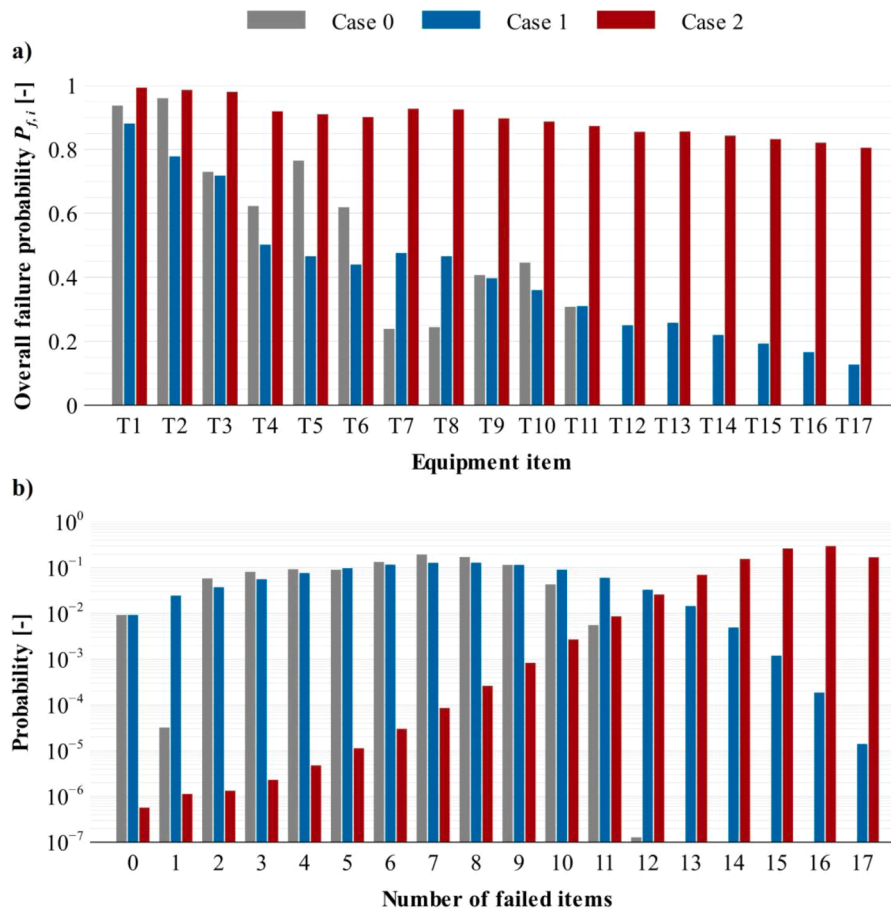 Case 0 Case 1 Case 2
a)
Overall failure probability P_{f,i} [-]
1
0.8
0.6
0.4
0.2
0
T1 T2 T3 T4 T5 T6 T7 T8 T9 T10 T11 T12 T13 T14 T15 T16 T17
Equipment item
b)
Probability [-]
10⁰
10⁻¹
10⁻²
10⁻³
10⁻⁴
10⁻⁵
10⁻⁶
10⁻⁷
0 1 2 3 4 5 6 7 8 9 10 11 12 13 14 15 16 17
Number of failed items